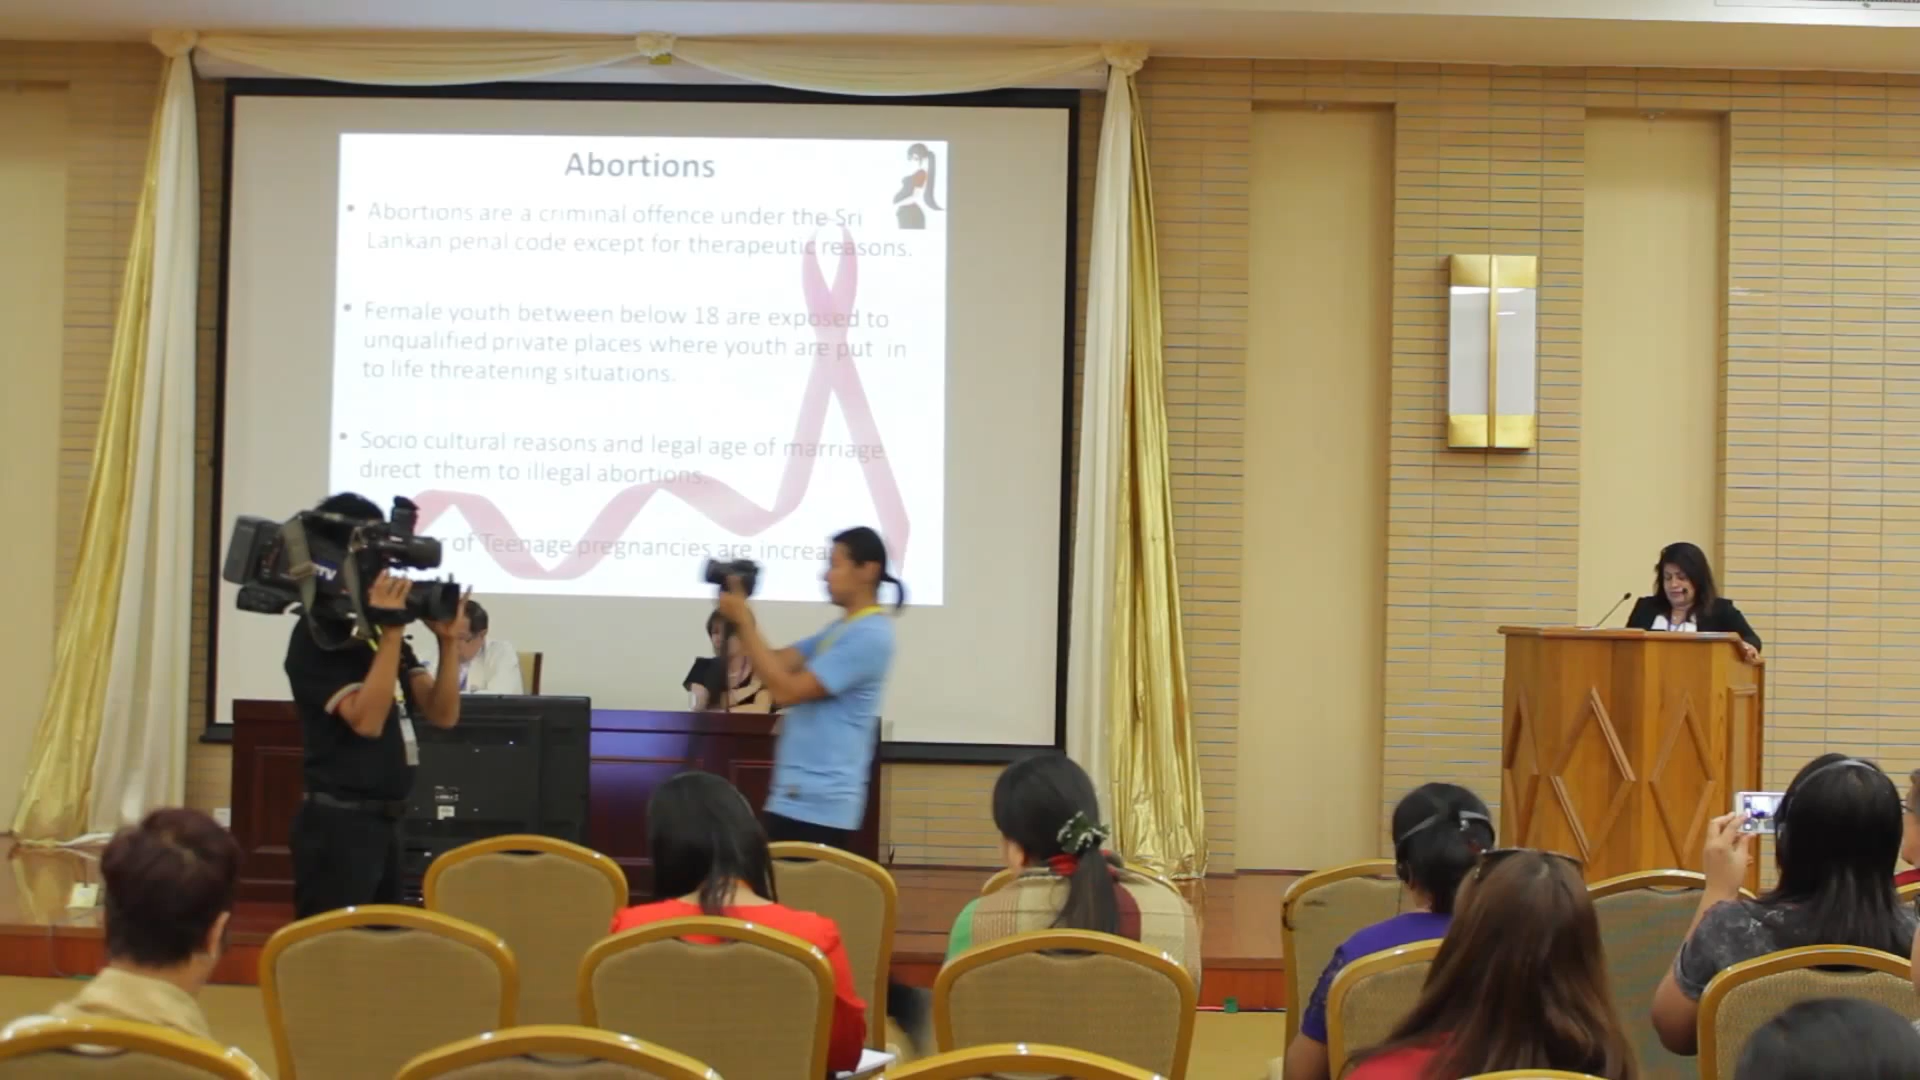 Abortions
• Abortions are a criminal offence under the Sri
Lankan penal code except for therapeutic reasons.
• Female youth between below 18 are exposed to
unqualified private places where youth are put in
to life threatening situations.
• Socio cultural reasons and legal age of marriage
direct them to illegal abortions.
of Teenage pregnancies are